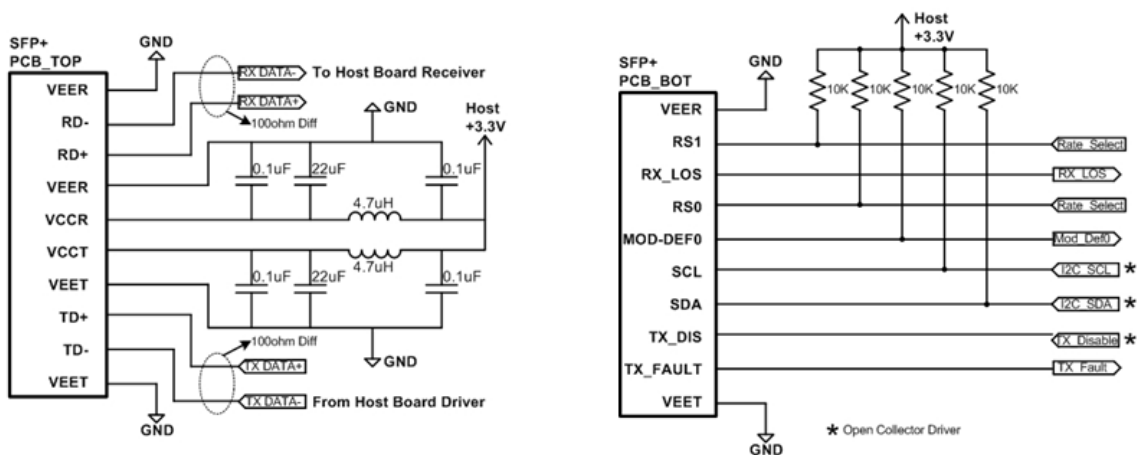 SFP+
PCB_TOP
GND
VEER
RX DATA-
To Host Board Receiver
RD-
RX DATA+
GND
100ohm Diff
Host
+3.3V
RD+
VEER
0.1uF
22uF
0.1uF
4.7uH
VCCR
VCCT
4.7uH
0.1uF
22uF
0.1uF
VEET
TD+
100ohm Diff
GND
TD-
TX DATA+
VEET
TX DATA-
From Host Board Driver
GND
Host
+3.3V
SFP+
PCB_BOT
GND
10K
10K
10K
10K
10K
VEER
RS1
Rate_Select
RX_LOS
RX_LOS
RS0
Rate_Select
MOD-DEF0
Mod_Def0
SCL
I2C_SCL *
SDA
I2C_SDA *
TX_DIS
TX_Disable *
TX_FAULT
TX_Fault
VEET
* Open Collector Driver
GND